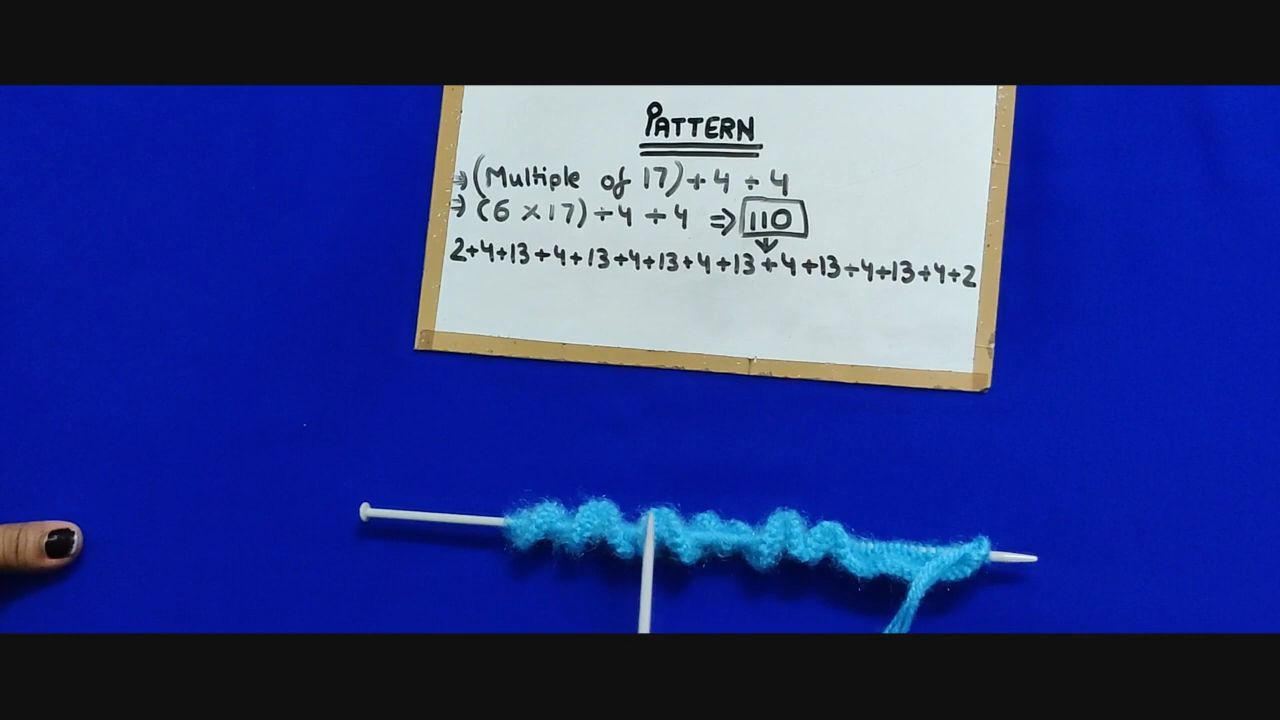 PATTERN
⇒ (Multiple of 17) + 4 + 4
⇒ (6 × 17) + 4 + 4 ⇒ 110
2+4+13+4+13+4+13+4+13+4+13+4+13+4+2